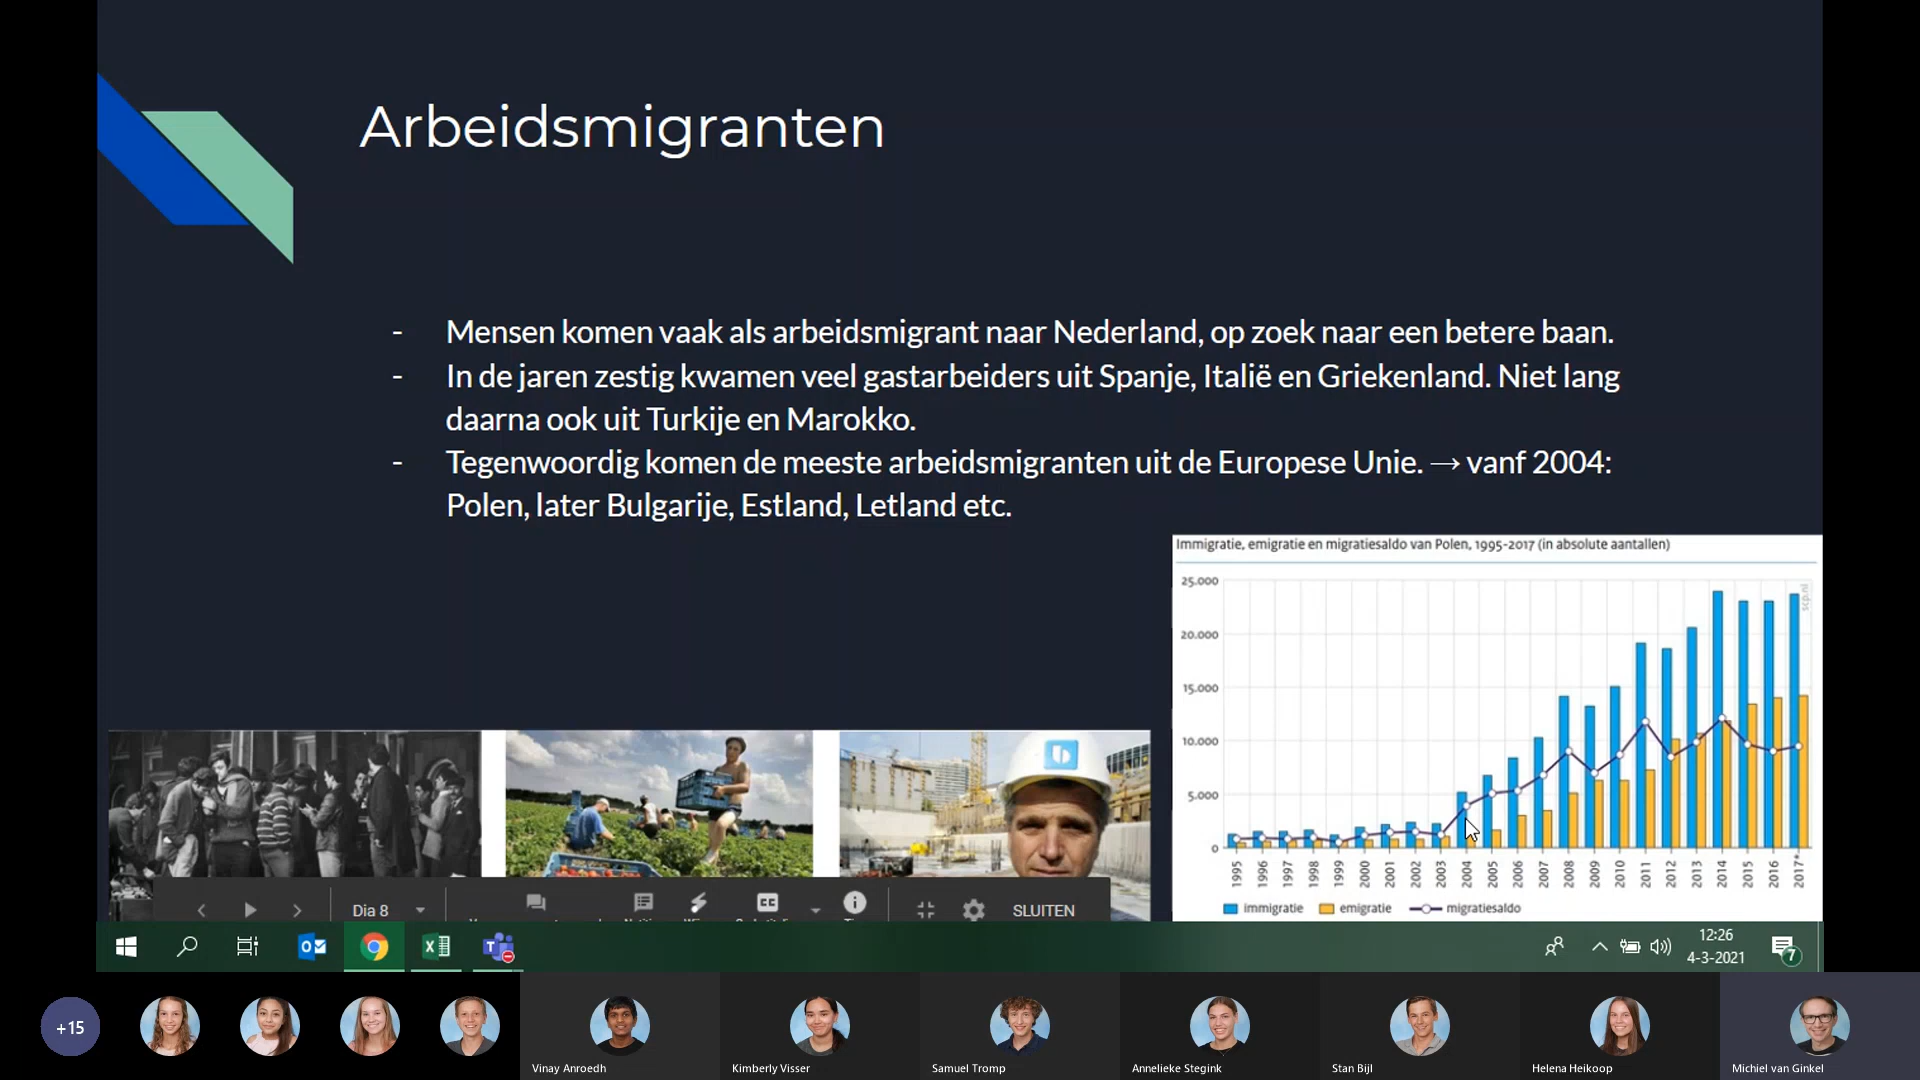 Arbeidsmigranten
- Mensen komen vaak als arbeidsmigrant naar Nederland, op zoek naar een betere baan.
- In de jaren zestig kwamen veel gastarbeiders uit Spanje, Italië en Griekenland. Niet lang
daarna ook uit Turkije en Marokko.
- Tegenwoordig komen de meeste arbeidsmigranten uit de Europese Unie. → vanf 2004:
Polen, later Bulgarije, Estland, Letland etc.
Immigratie, emigratie en migratiesaldo van Polen, 1995-2017 (in absolute aantallen)
25.000
20.000
15.000
10.000
5.000
0
scp.nl
1995 1996 1997 1998 1999 2000 2001 2002 2003 2004 2005 2006 2007 2008 2009 2010 2011 2012 2013 2014 2015 2016 2017*
immigratie emigratie migratiesaldo
Dia 8
CC
SLUITEN
12:26
4-3-2021
7
+15
Vinay Anroedh
Kimberly Visser
Samuel Tromp
Annelieke Stegink
Stan Bijl
Helena Heikoop
Michiel van Ginkel